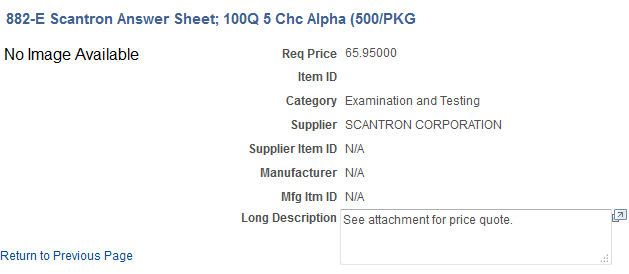 882-E Scantron Answer Sheet; 100Q 5 Chc Alpha (500/PKG
No Image Available
Req Price 65.95000
Item ID
Category Examination and Testing
Supplier SCANTRON CORPORATION
Supplier Item ID N/A
Manufacturer N/A
Mfg Itm ID N/A
Long Description See attachment for price quote.
Return to Previous Page